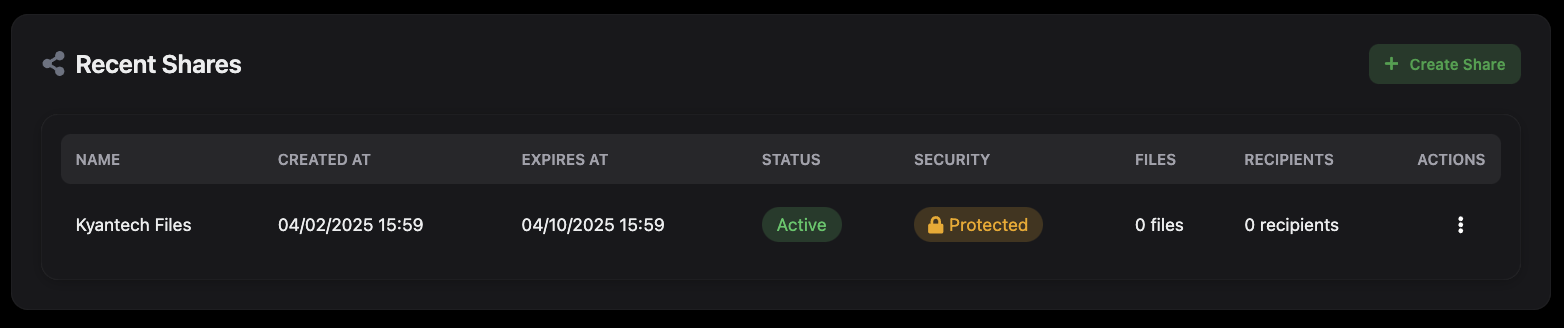 Recent Shares
+ Create Share
NAME CREATED AT EXPIRES AT STATUS SECURITY FILES RECIPIENTS ACTIONS
Kyantech Files 04/02/2025 15:59 04/10/2025 15:59 Active Protected 0 files 0 recipients